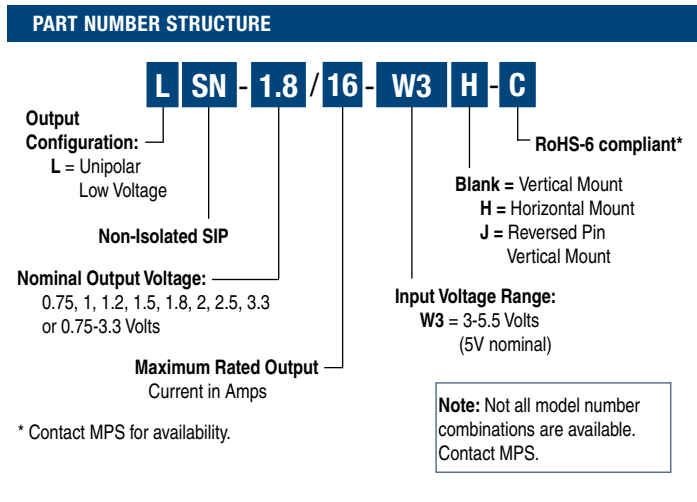 PART NUMBER STRUCTURE
L SN - 1.8 / 16 - W3 H - C
Output
Configuration:
L = Unipolar
Low Voltage
Non-Isolated SIP
Nominal Output Voltage:
0.75, 1, 1.2, 1.5, 1.8, 2, 2.5, 3.3
or 0.75-3.3 Volts
Maximum Rated Output
Current in Amps
* Contact MPS for availability.
RoHS-6 compliant*
Blank = Vertical Mount
H = Horizontal Mount
J = Reversed Pin
Vertical Mount
Input Voltage Range:
W3 = 3-5.5 Volts
(5V nominal)
Note: Not all model number
combinations are available.
Contact MPS.